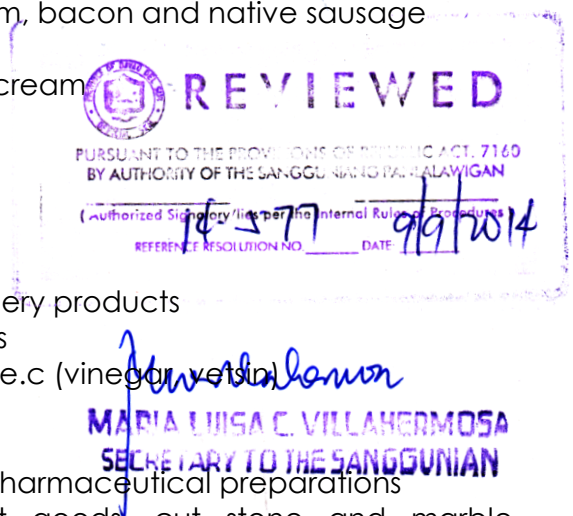 m, bacon and native sausage
cream
REVIEWED
PURSUANT TO THE PROVISIONS OF REPUBLIC ACT. 7160
BY AUTHORITY OF THE SANGGUNIANG PANLALAWIGAN
(Authorized Signatory/ies per the Internal Rules of Procedures)
14-577 9/9/2014
REFERENCE RESOLUTION NO. DATE
ery products
s
e.c (vinegar, vetsin)
MARIA LUISA C. VILLAHERMOSA
SECRETARY TO THE SANGGUNIAN
harmaceutical preparations
t goods, cut stone and marble